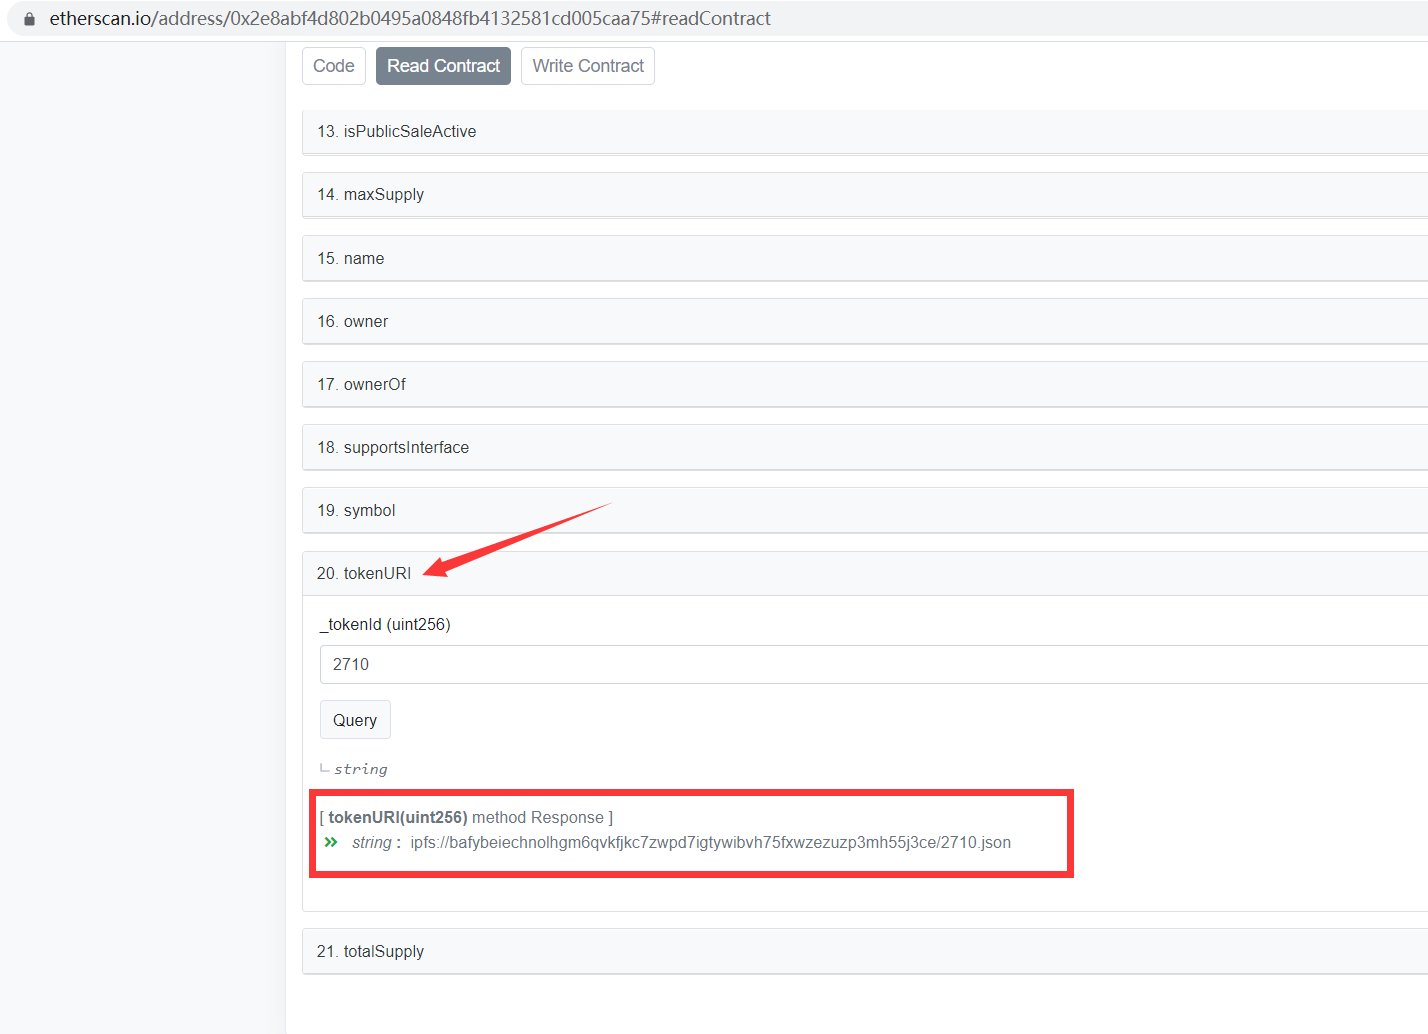 etherscan.io/address/0x2e8abf4d802b0495a0848fb4132581cd005caa75#readContract
Code Read Contract Write Contract
13. isPublicSaleActive
14. maxSupply
15. name
16. owner
17. ownerOf
18. supportsInterface
19. symbol
20. tokenURI
_tokenId (uint256)
2710
Query
string
[ tokenURI(uint256) method Response ]
string : ipfs://bafybeiechnolhgm6qvkfjkc7zwpd7igtywibvh75fxwzezuzp3mh55j3ce/2710.json
21. totalSupply